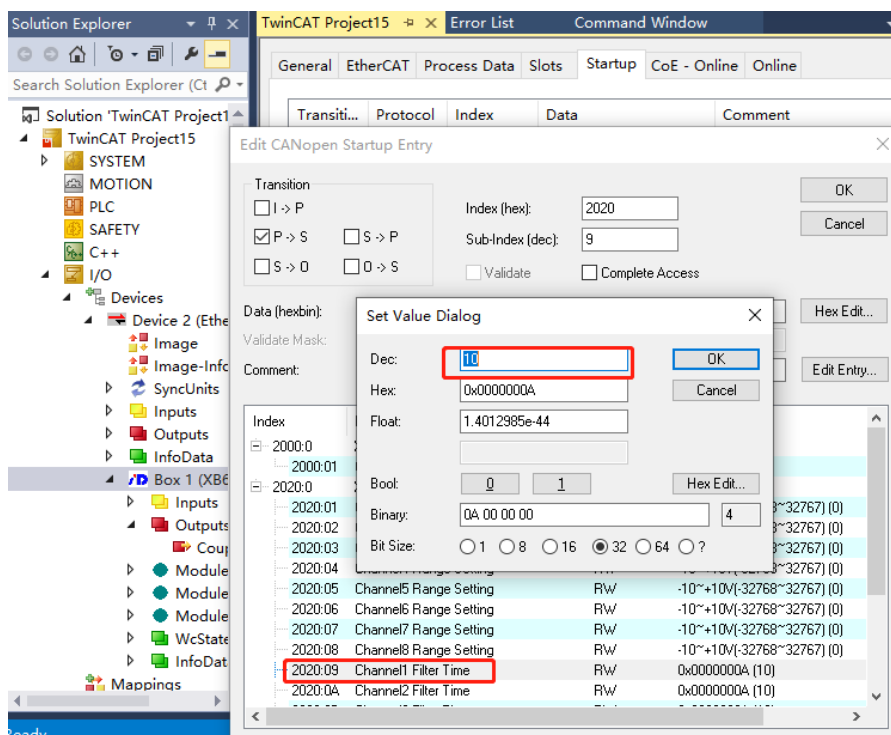 Solution Explorer
TwinCAT Project15
Error List
Command Window
Search Solution Explorer (Ct
General
EtherCAT
Process Data
Slots
Startup
CoE - Online
Online
Solution 'TwinCAT Project1
TwinCAT Project15
SYSTEM
MOTION
PLC
SAFETY
C++
I/O
Devices
Device 2 (Ethe
Image
Image-Info
SyncUnits
Inputs
Outputs
InfoData
Box 1 (XB6
Inputs
Outputs
Coup
Module
Module
Module
WcState
InfoDat
Mappings
Ready
Transiti...
Protocol
Index
Data
Comment
Edit CANopen Startup Entry
Transition
I -> P
P -> S
S -> P
S -> O
O -> S
Index (hex):
2020
Sub-Index (dec):
9
Validate
Complete Access
OK
Cancel
Data (hexbin):
Hex Edit...
Validate Mask:
Comment:
Edit Entry...
Set Value Dialog
Dec:
10
OK
Hex:
0x0000000A
Cancel
Float:
1.4012985e-44
Bool:
0
1
Hex Edit...
Binary:
0A 00 00 00
4
Bit Size:
1
8
16
32
64
?
Index
2000:0
2000:01
2020:0
2020:01
~32767) (0)
2020:02
~32767) (0)
2020:03
~32767) (0)
2020:04
2020:05 Channel5 Range Setting RW -10~+10V(-32768~32767) (0)
2020:06 Channel6 Range Setting RW -10~+10V(-32768~32767) (0)
2020:07 Channel7 Range Setting RW -10~+10V(-32768~32767) (0)
2020:08 Channel8 Range Setting RW -10~+10V(-32768~32767) (0)
2020:09 Channel1 Filter Time RW 0x0000000A (10)
2020:0A Channel2 Filter Time RW 0x0000000A (10)